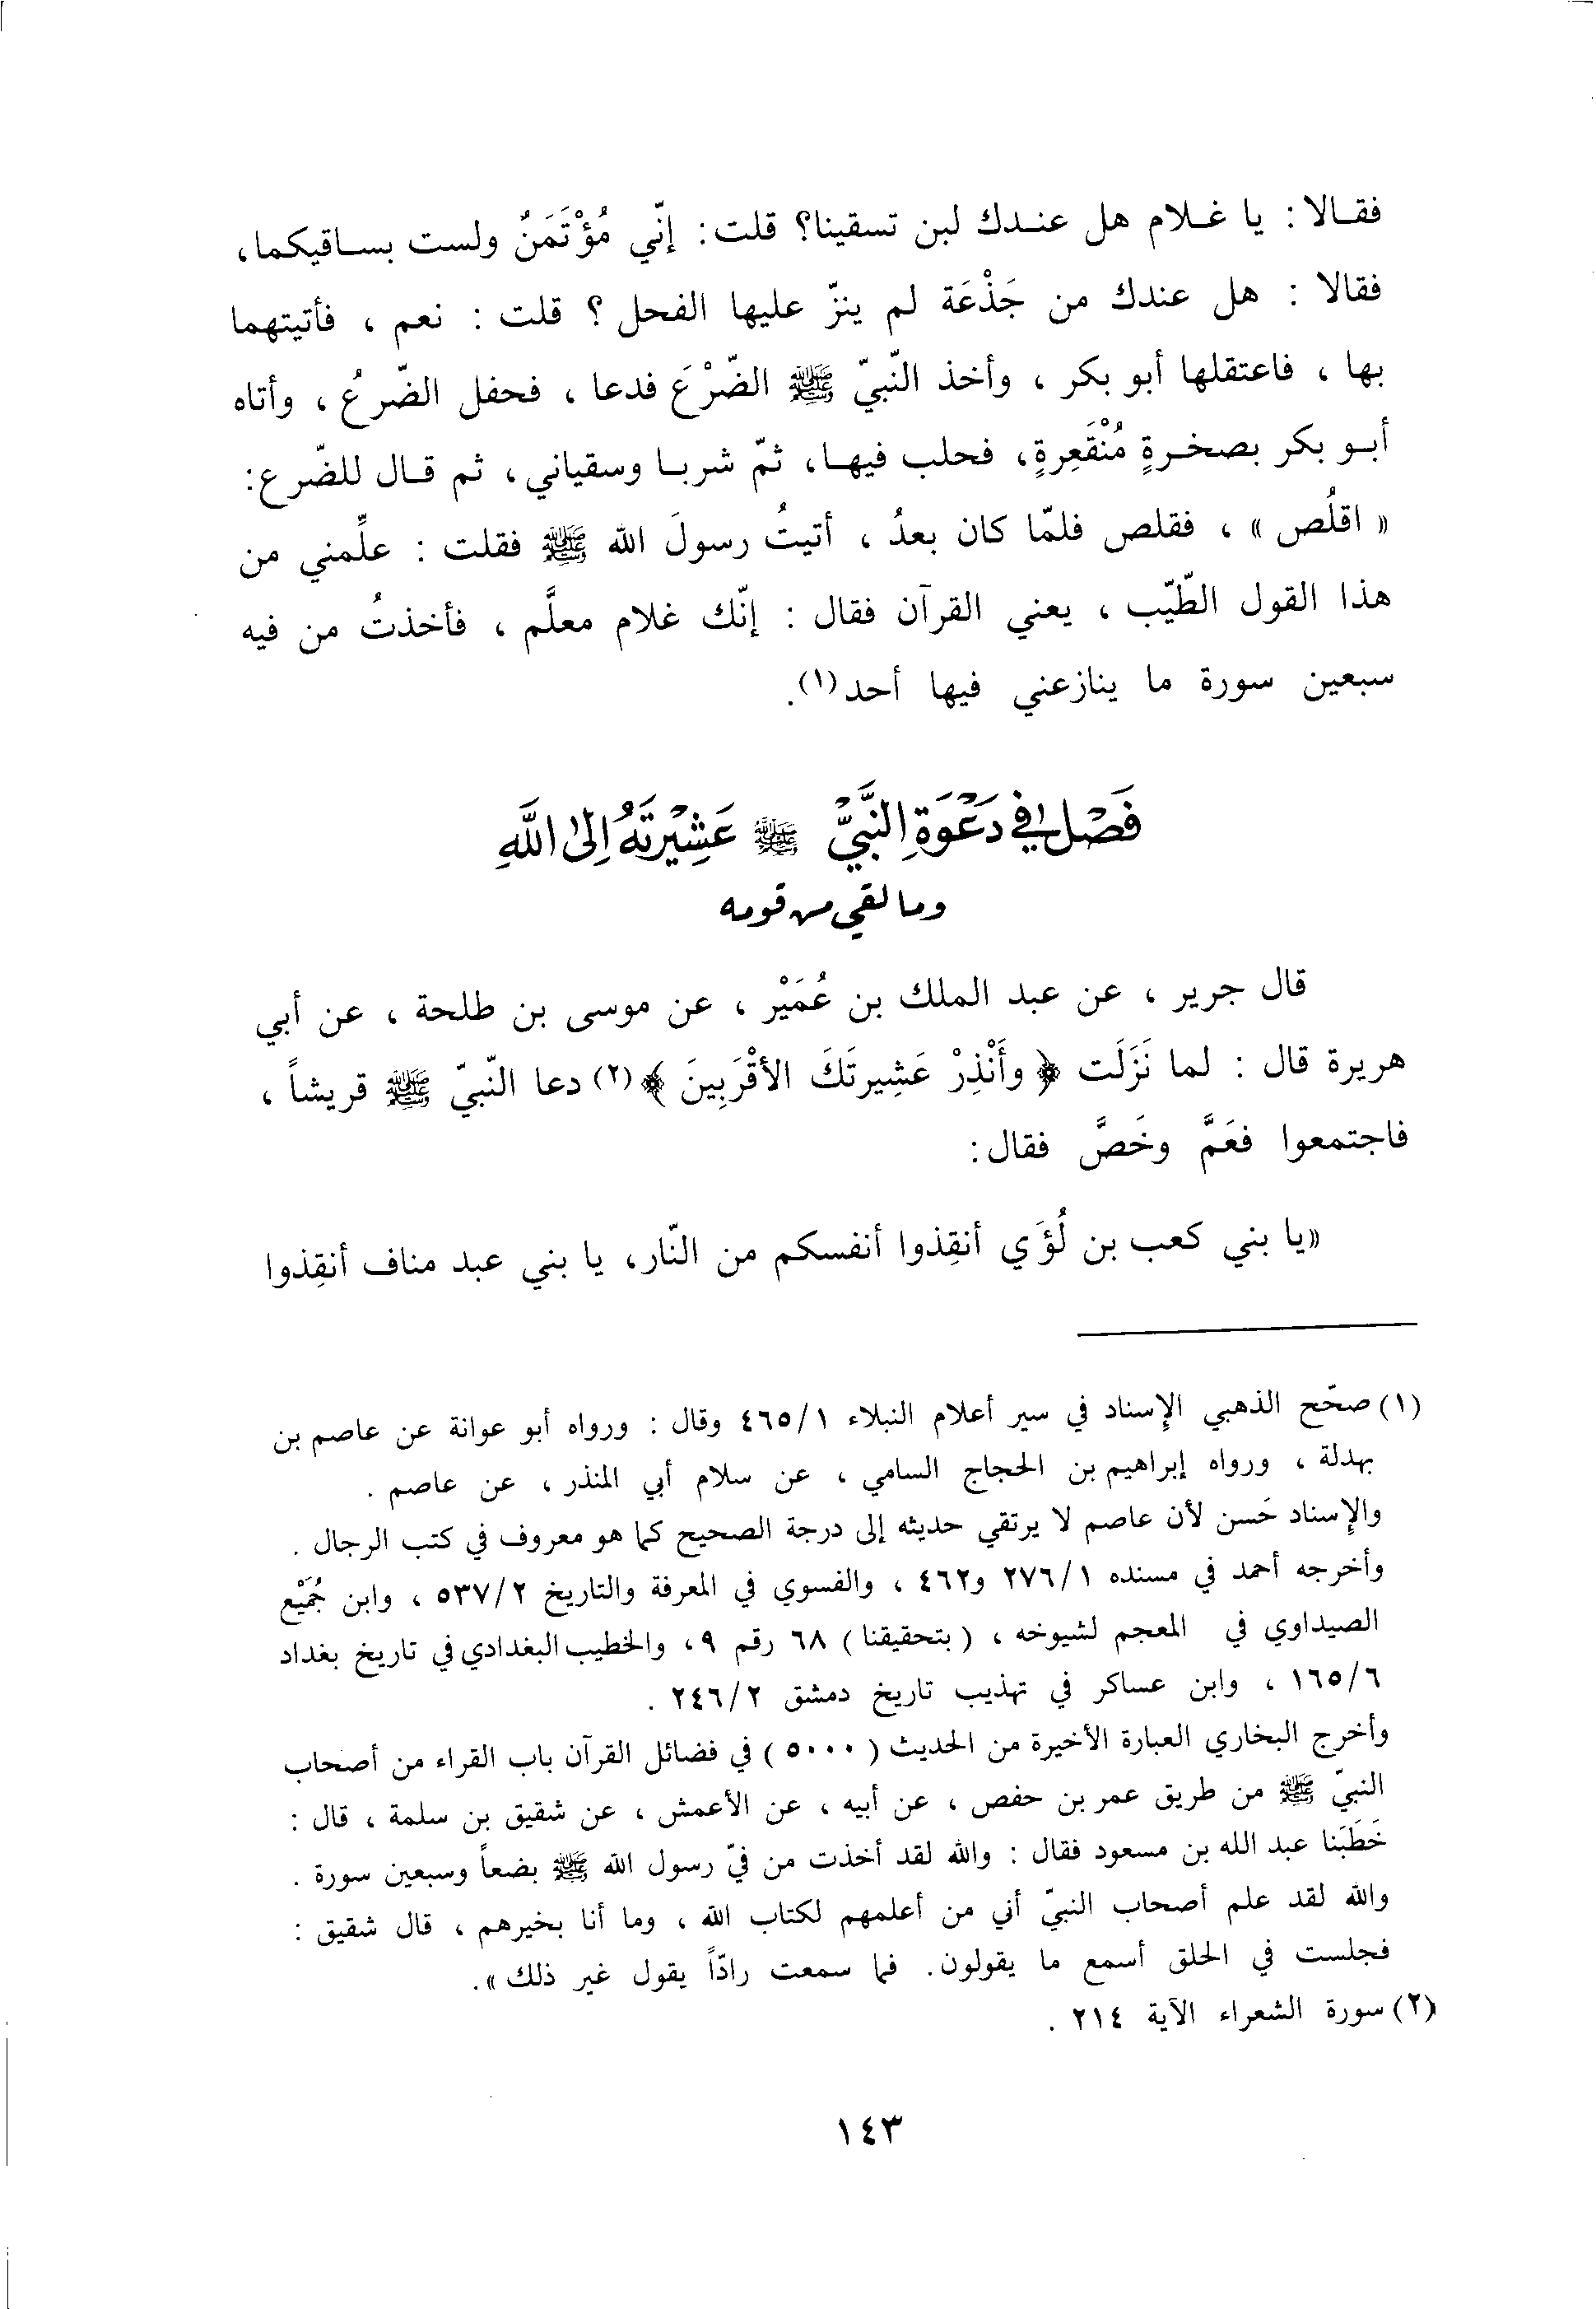 فقالا: يا غلام هل عندك لبن تسقينا؟ قلت: إنّي مُؤْتَمَنٌ ولست بساقيكما،
فقالا : هل عندك من جَذْعَة لم ينزّ عليها الفحل ؟ قلت : نعم ، فأتيتهما
بها ، فاعتقلها أبو بكر ، وأخذ النّبيّ ﷺ الضّرْعَ فدعا ، فحفل الضّرعُ ، وأتاه
أبو بكر بصخرةٍ مُنْقَعِرةٍ، فحلب فيها، ثمّ شربا وسقياني، ثم قال للضّرع:
« اقلُص » ، فقلص فلمّا كان بعدُ ، أتيتُ رسولَ الله ﷺ فقلت : علِّمني من
هذا القول الطّيّب ، يعني القرآن فقال : إنّك غلام معلَّم ، فأخذتُ من فيه
سبعين سورة ما ينازعني فيها أحد(١).
فَصْل في دَعْوَةِ النَّبيّ ﷺ عَشِيْرتَهُ إلى اللَّهِ
وما لقي من قومه
قال جرير ، عن عبد الملك بن عُمَيْر ، عن موسى بن طلحة ، عن أبي
هريرة قال : لما نَزَلَت ﴿ وأَنْذِرْ عَشِيرتَكَ الأقْرَبِينَ ﴾(٢) دعا النّبيّ ﷺ قريشاً ،
فاجتمعوا فعَمَّ وخَصَّ فقال:
«يا بني كعب بن لُؤَي أنقِذوا أنفسكم من النّار، يا بني عبد مناف أنقِذوا
(١) صحّح الذهبي الإسناد في سير أعلام النبلاء ٤٦٥/١ وقال : ورواه أبو عوانة عن عاصم بن
بهدلة ، ورواه إبراهيم بن الحجاج السامي ، عن سلام أبي المنذر ، عن عاصم .
والإسناد حَسن لأن عاصم لا يرتقي حديثه إلى درجة الصحيح كما هو معروف في كتب الرجال .
وأخرجه أحمد في مسنده ٢٧٦/١ و٤٦٢ ، والفسوي في المعرفة والتاريخ ٥٣٧/٢ ، وابن جُمَيْع
الصيداوي في المعجم لشيوخه ، (بتحقيقنا) ٦٨ رقم ٩، والخطيب البغدادي في تاريخ بغداد
١٦٥/٦ ، وابن عساكر في تهذيب تاريخ دمشق ٢٤٦/٢ .
وأخرج البخاري العبارة الأخيرة من الحديث (٥٠٠٠) في فضائل القرآن باب القراء من أصحاب
النبيّ ﷺ من طريق عمر بن حفص ، عن أبيه ، عن الأعمش ، عن شقيق بن سلمة ، قال :
خَطَبَنا عبد الله بن مسعود فقال : والله لقد أخذت من فيّ رسول الله ﷺ بضعاً وسبعين سورة .
والله لقد علم أصحاب النبيّ أني من أعلمهم لكتاب الله ، وما أنا بخيرهم ، قال شقيق :
فجلست في الحلق أسمع ما يقولون. فما سمعت رادّاً يقول غير ذلك ».
(٢) سورة الشعراء الآية ٢١٤ .
١٤٣